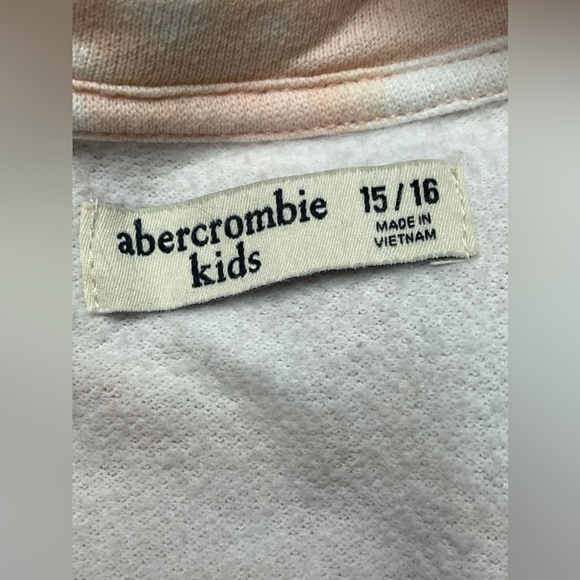 abercrombie
kids
15/16
MADE IN
VIETNAM